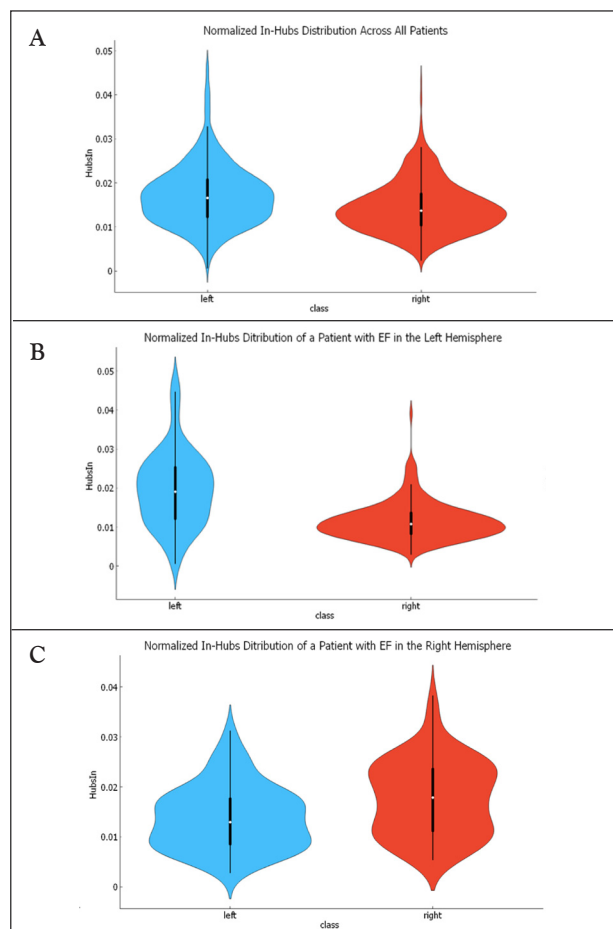 A
Normalized In-Hubs Distribution Across All Patients
0.05
0.04
0.03
0.02
0.01
0
HubsIn
left
right
class
B
Normalized In-Hubs Ditribution of a Patient with EF in the Left Hemisphere
0.05
0.04
0.03
0.02
0.01
0
HubsIn
left
right
class
C
Normalized In-Hubs Ditribution of a Patient with EF in the Right Hemisphere
0.04
0.03
0.02
0.01
0
HubsIn
left
right
class